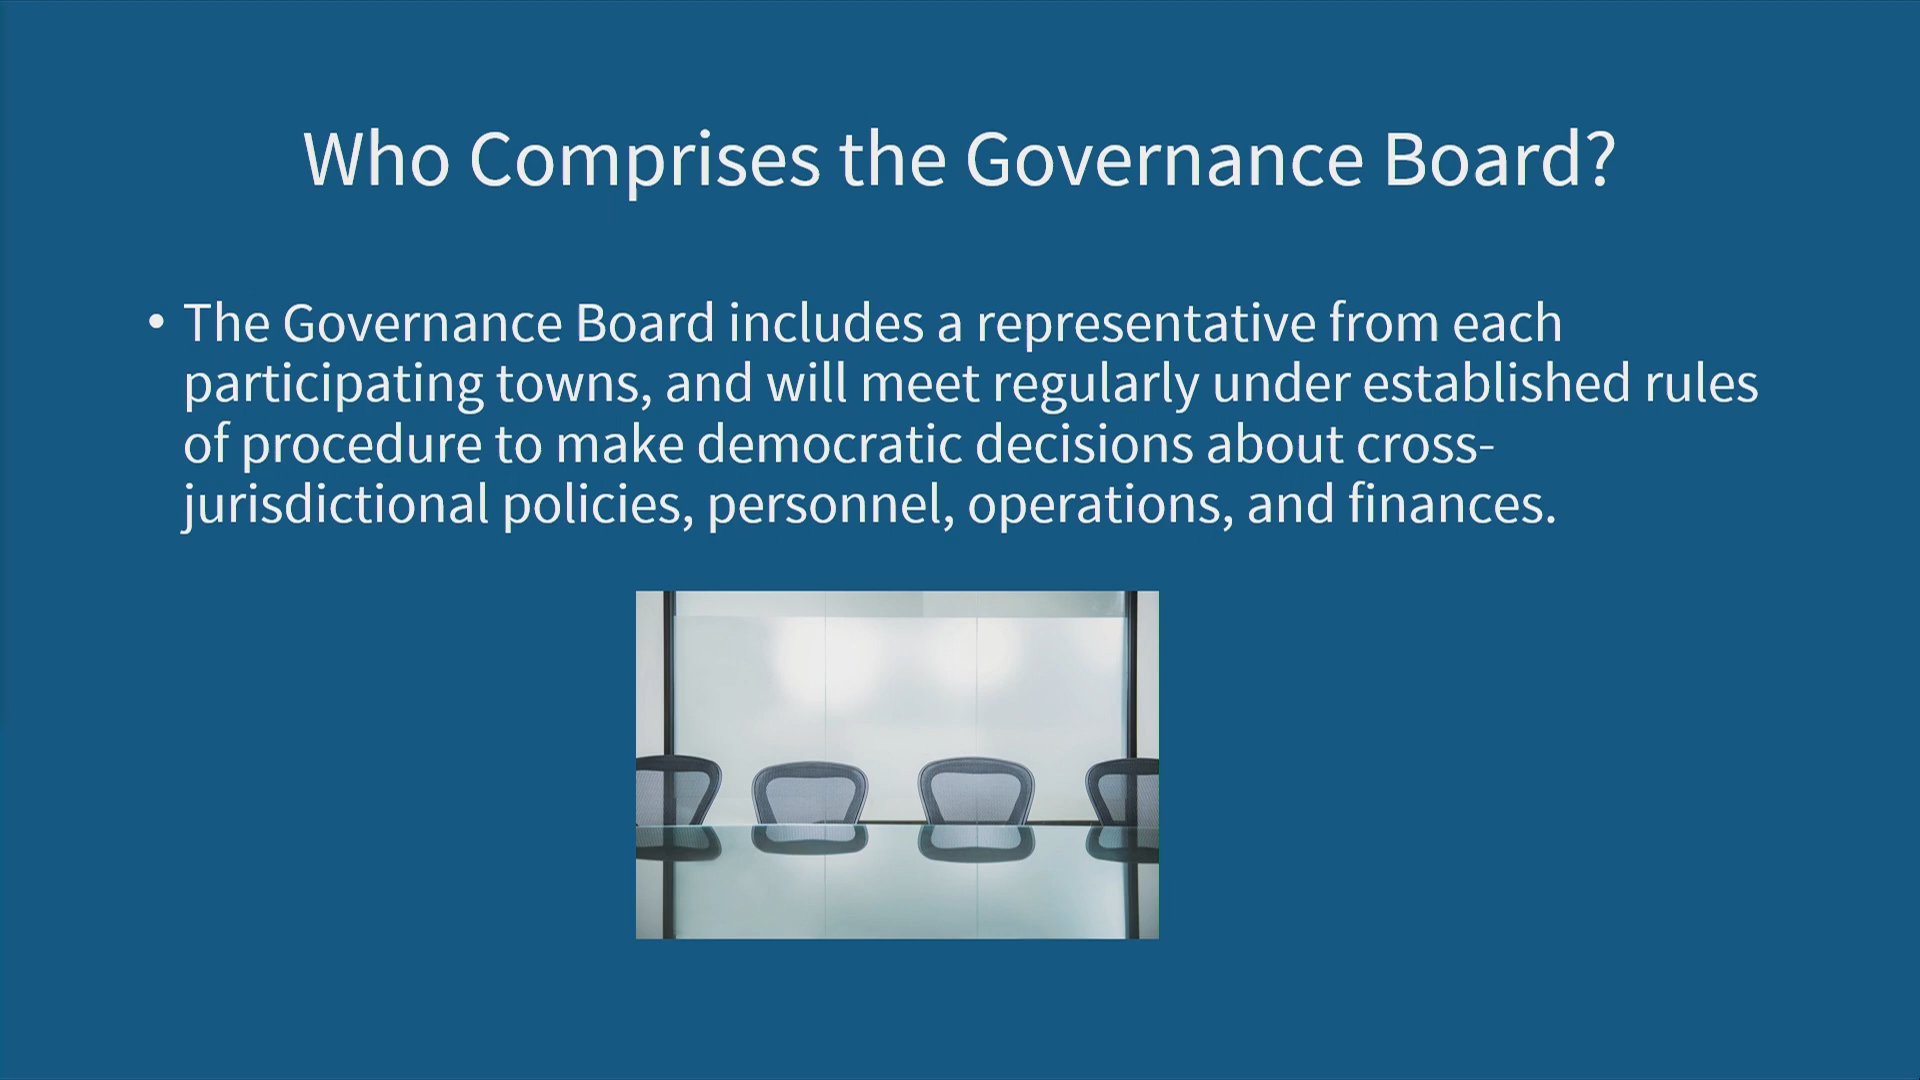 Who Comprises the Governance Board?
• The Governance Board includes a representative from each
participating towns, and will meet regularly under established rules
of procedure to make democratic decisions about cross-
jurisdictional policies, personnel, operations, and finances.